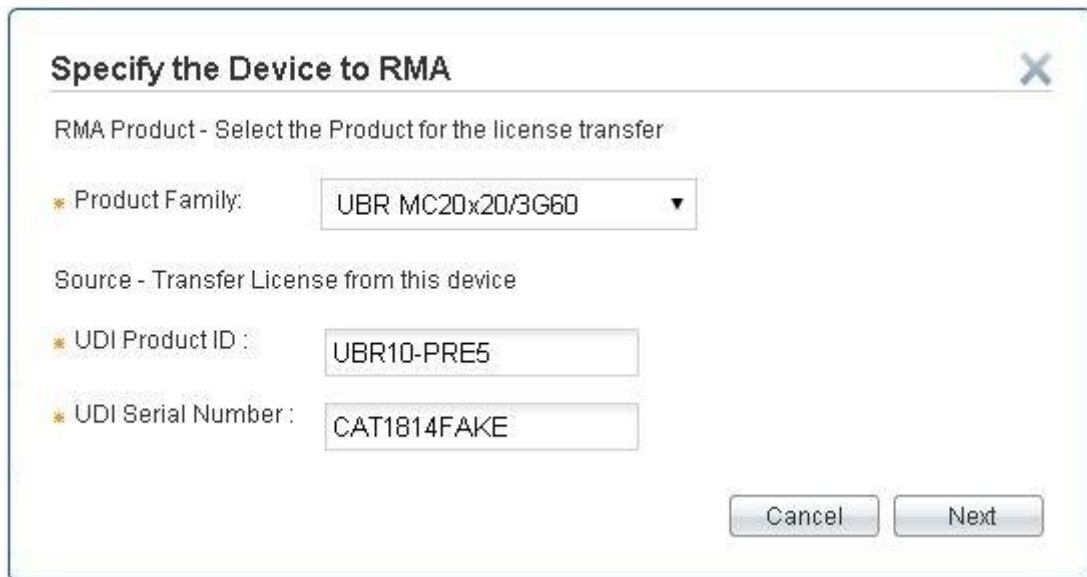 Specify the Device to RMA
RMA Product - Select the Product for the license transfer
* Product Family: UBR MC20x20/3G60
Source - Transfer License from this device
* UDI Product ID : UBR10-PRE5
* UDI Serial Number : CAT1814FAKE
Cancel Next